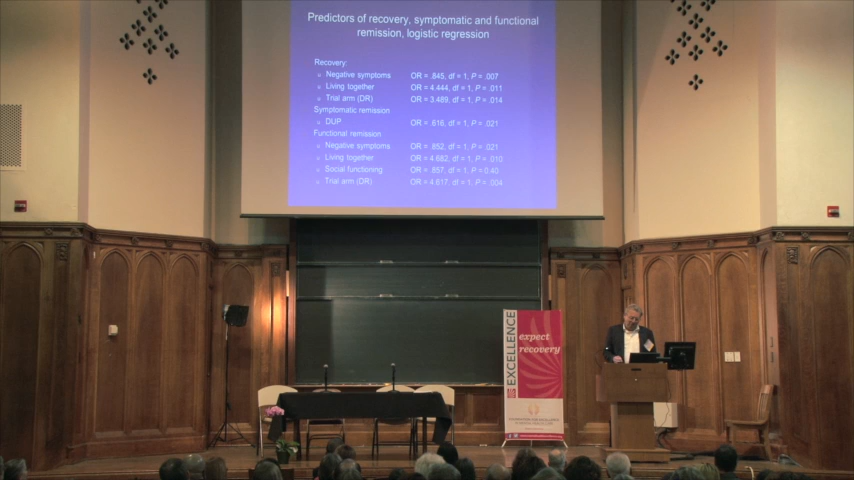 Predictors of recovery, symptomatic and functional
remission, logistic regression
Recovery:
Negative symptoms OR = .845, df = 1, P = .007
Living together OR = 4.444, df = 1, P = .011
Trial arm (DR) OR = 3.489, df = 1, P = .014
Symptomatic remission
DUP OR = .616, df = 1, P = .021
Functional remission
Negative symptoms OR = .852, df = 1, P = .021
Living together OR = 4.682, df = 1, P = .010
Social functioning OR = .657, df = 1, P = 0.40
Trial arm (DR) OR = 4.617, df = 1, P = .004
EXCELLENCE
expect
recovery